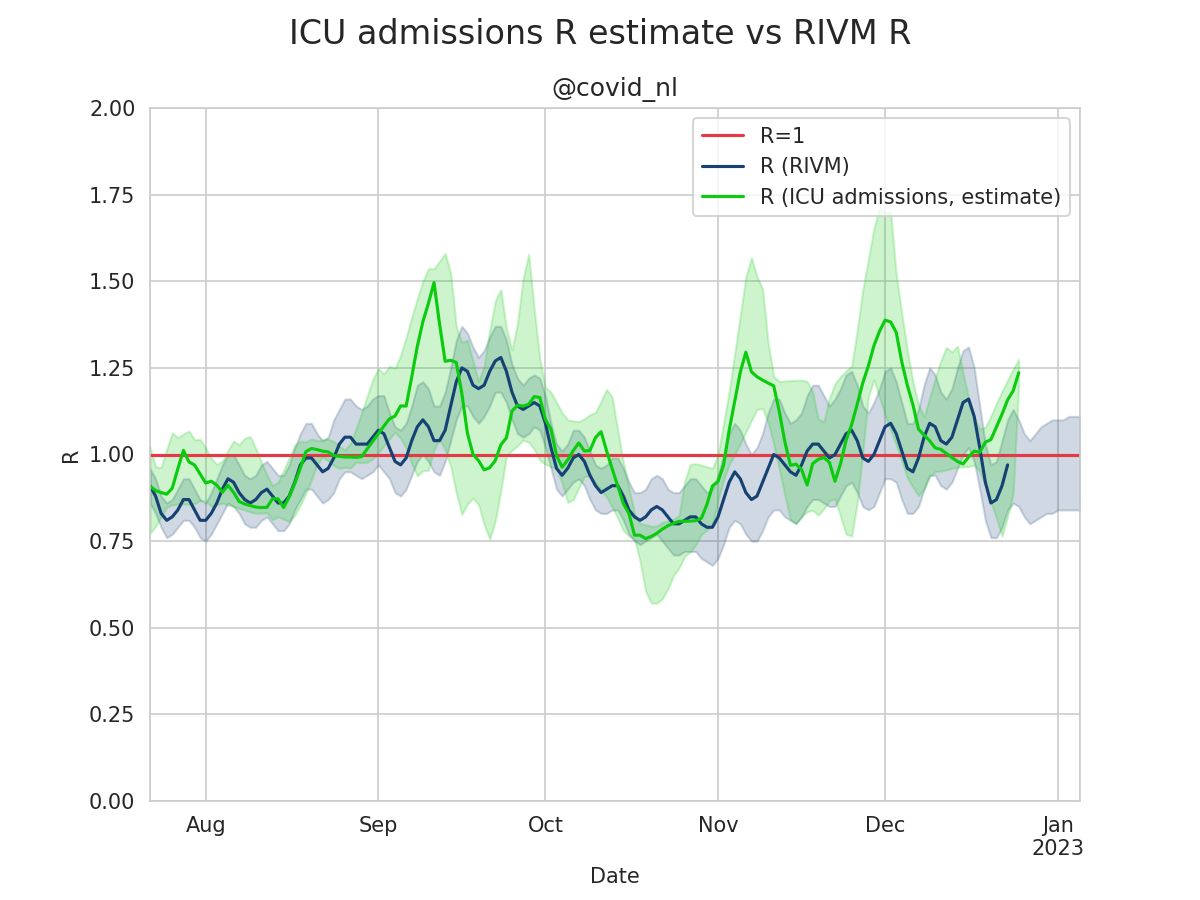 ICU admissions R estimate vs RIVM R
@covid_nl
R=1
R (RIVM)
R (ICU admissions, estimate)
2.00
1.75
1.50
1.25
1.00
0.75
0.50
0.25
0.00
R
Aug
Sep
Oct
Nov
Dec
Jan
2023
Date